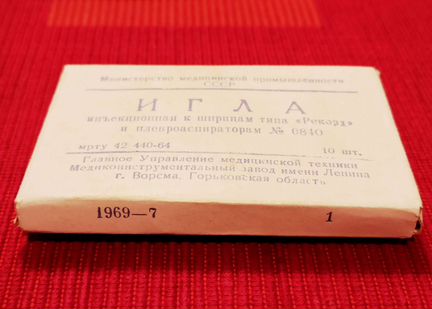 Министерство медицинской промышленности
СССР
ИГЛА
инъекционная к шприцам типа «Рекорд»
и плевроаспираторам № 6840
мрту 42 440-64 10 шт.
Главное Управление медицинской техники
Медикоинструментальный завод имени Ленина
г. Ворсма, Горьковская область
1969—7 1